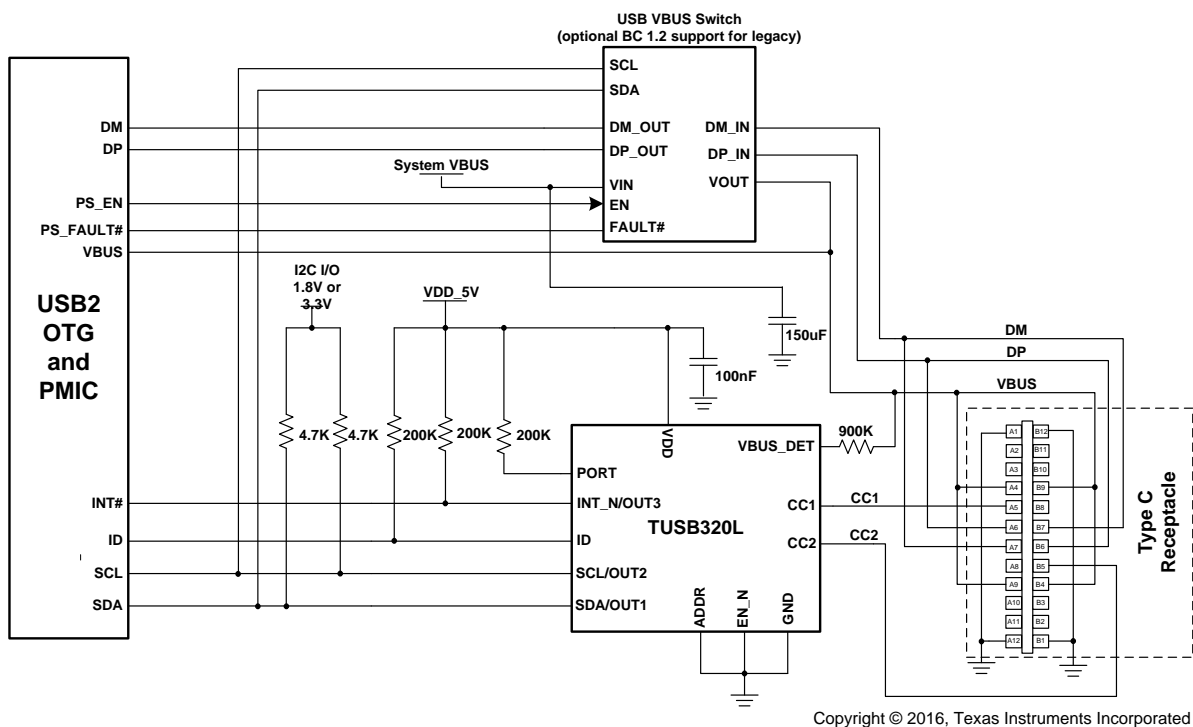 USB VBUS Switch
(optional BC 1.2 support for legacy)
SCL
SDA
DM
DM_OUT
DM_IN
DP
DP_OUT
DP_IN
System VBUS
VIN
VOUT
PS_EN
EN
PS_FAULT#
FAULT#
VBUS
I2C I/O
1.8V or
3.3V
VDD_5V
USB2
OTG
and
PMIC
150uF
100nF
DM
DP
VBUS
4.7K
4.7K
200K
200K
200K
VDD
VBUS_DET
900K
PORT
INT#
INT_N/OUT3
CC1
CC1
ID
ID
TUSB320L
CC2
CC2
SCL
SCL/OUT2
SDA
SDA/OUT1
ADDR
EN_N
GND
A1
B12
A2
B11
A3
B10
A4
B9
A5
B8
A6
B7
A7
B6
A8
B5
A9
B4
A10
B3
A11
B2
A12
B1
Type C
Receptacle
Copyright © 2016, Texas Instruments Incorporated